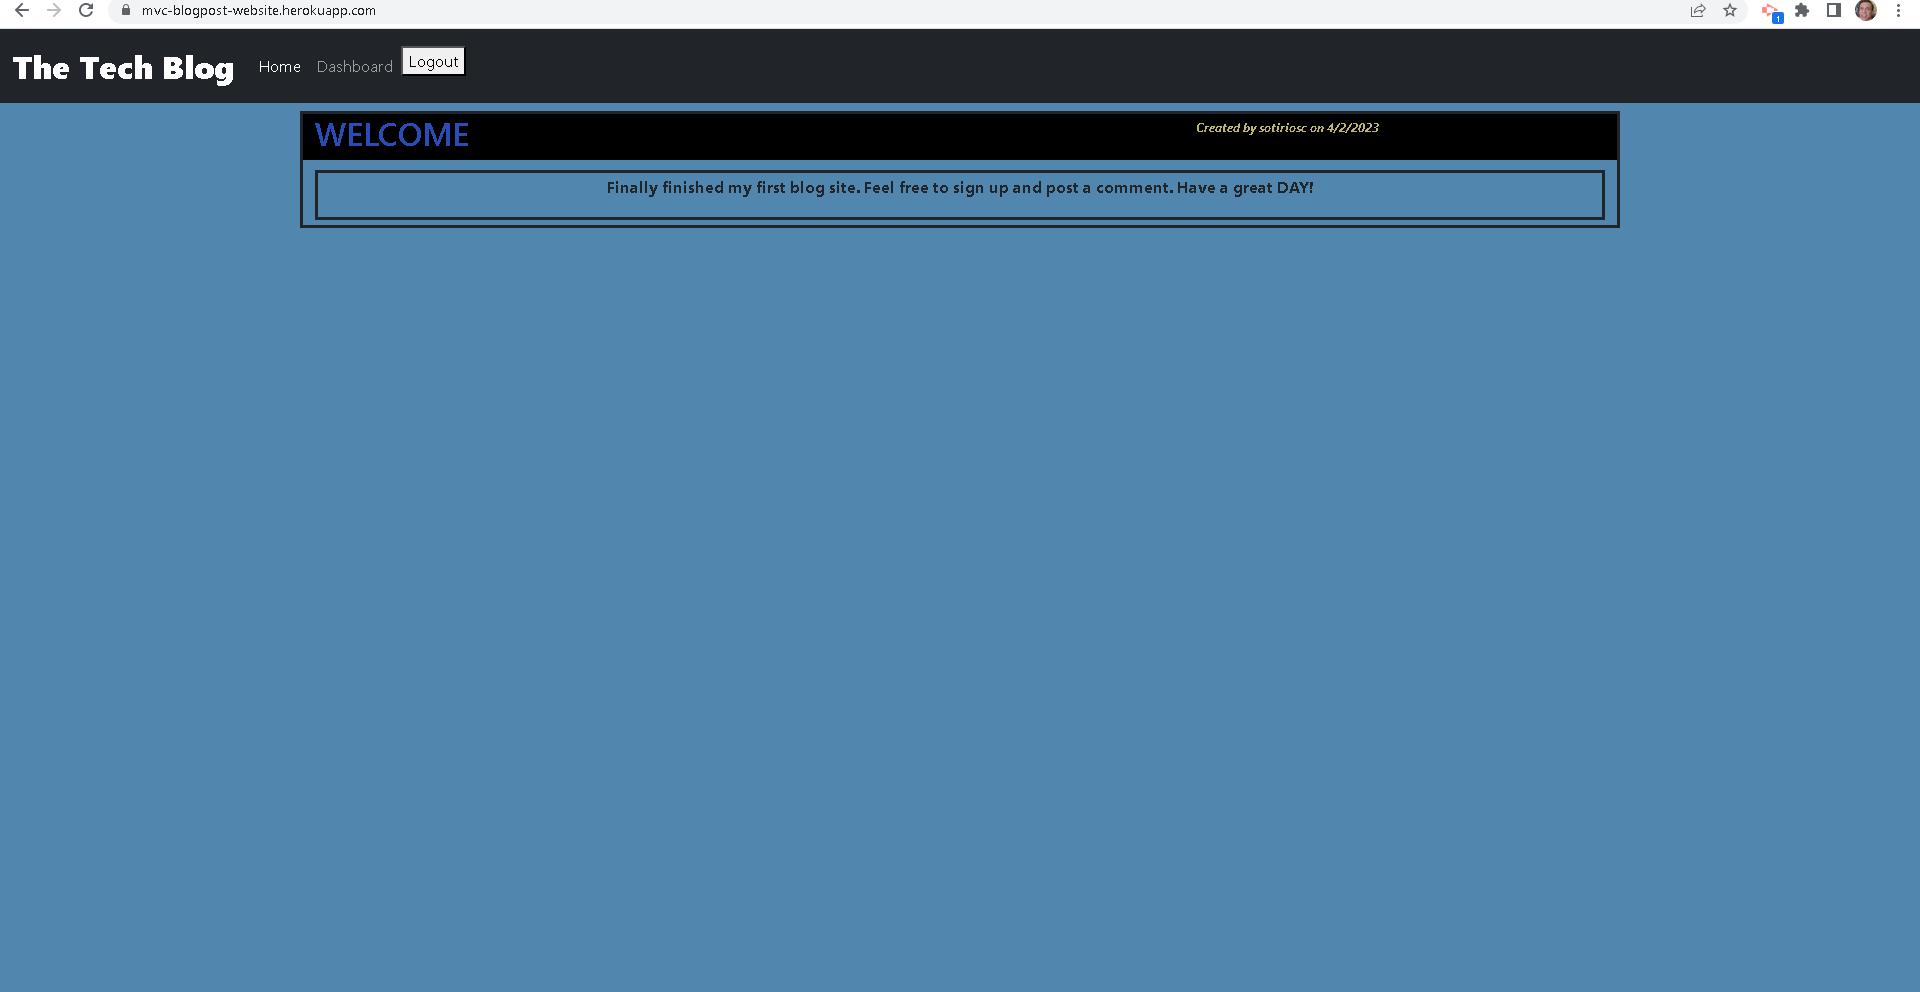 mvc-blogpost-website.herokuapp.com
1
The Tech Blog Home Dashboard Logout
WELCOME Created by sotiriosc on 4/2/2023
Finally finished my first blog site. Feel free to sign up and post a comment. Have a great DAY!